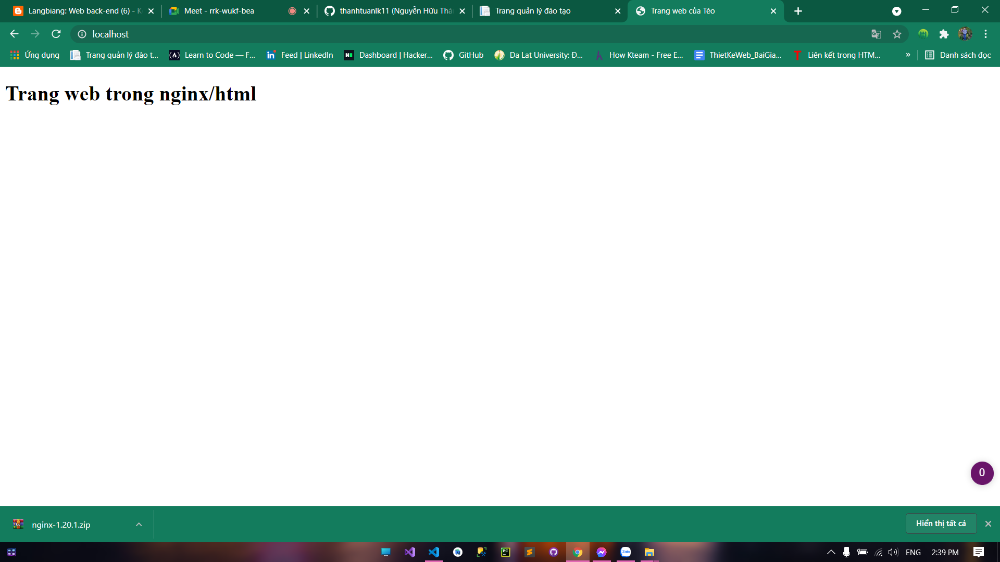 Langbiang: Web back-end (6) - K
Meet - rrk-wukf-bea
thanhtuanlk11 (Nguyễn Hữu Thàn
Trang quản lý đào tạo
Trang web của Tèo
localhost
Ứng dụng
Trang quản lý đào t...
Learn to Code — F...
Feed | LinkedIn
Dashboard | Hacker...
GitHub
Da Lat University: Đ...
How Kteam - Free E...
ThietKeWeb_BaiGia...
Liên kết trong HTM...
»
Danh sách đọc
Trang web trong nginx/html
0
nginx-1.20.1.zip
Hiển thị tất cả
ENG
2:39 PM